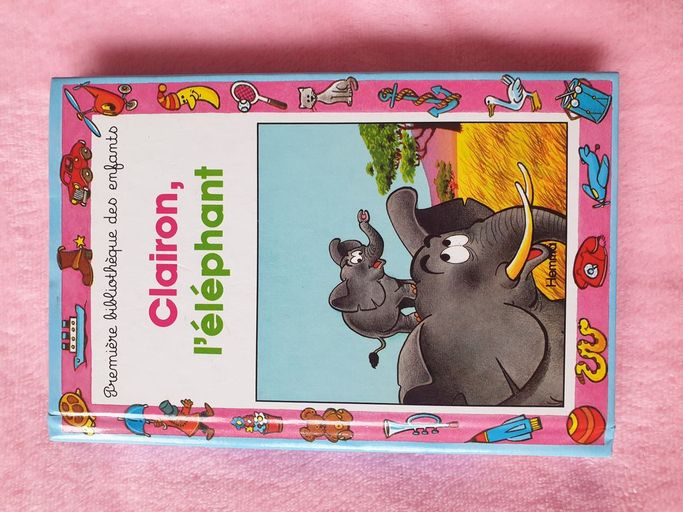 Première bibliothèque des enfants
Clairon,
l'éléphant
Hemma